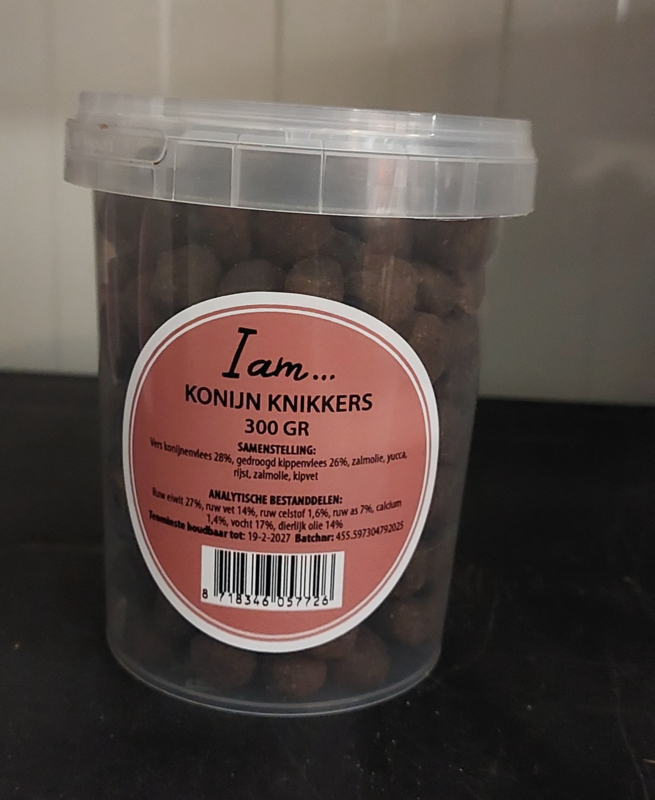 I am...
KONIJN KNIKKERS
300 GR
SAMENSTELLING:
Vers konijnenvlees 28%, gedroogd kippenvlees 26%, zalmolie, yucca,
rijst, zalmolie, kipvet
ANALYTISCHE BESTANDDELEN:
Ruw eiwit 27%, ruw vet 14%, ruw celstof 1,6%, ruw as 7%, calcium
1,4%, vocht 17%, dierlijk olie 14%
Tenminste houdbaar tot: 19-2-2027 Batchnr: 455.597304792025
8 718346 057726